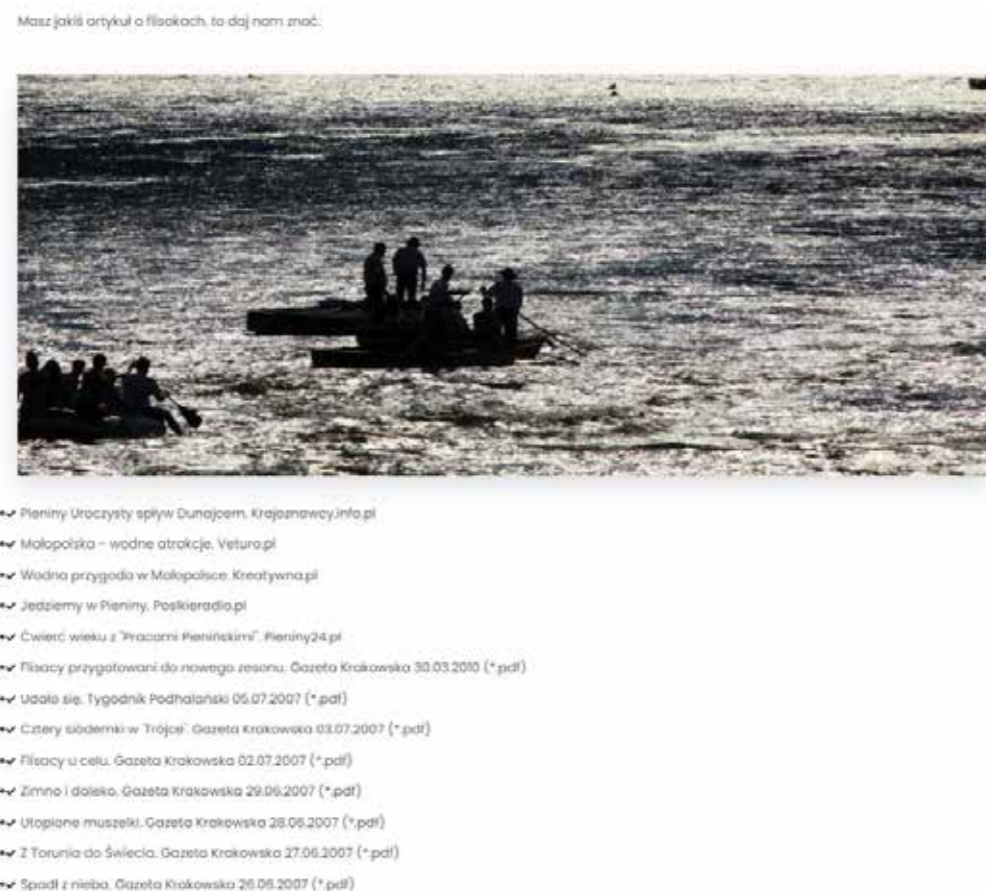 Masz jakiś artykuł o flisakach, to daj nam znać.
Pieniny Uroczysty spływ Dunajcem. Krajoznawcy.info.pl
Małopolska – wodne atrakcje. Veturo.pl
Wodna przygoda w Małopolsce. Kreatywna.pl
Jedziemy w Pieniny. Poslkieradio.pl
Ćwierć wieku z "Pracami Pienińskimi". Pieniny24.pl
Flisacy przygotowani do nowego zesonu. Gazeta Krakowska 30.03.2010 (*.pdf)
Udało się. Tygodnik Podhalański 05.07.2007 (*.pdf)
Cztery siódemki w "Trójce". Gazeta Krakowska 03.07.2007 (*.pdf)
Flisacy u celu. Gazeta Krakowska 02.07.2007 (*.pdf)
Zimno i daleko. Gazeta Krakowska 29.06.2007 (*.pdf)
Utopione muszelki. Gazeta Krakowska 28.06.2007 (*.pdf)
Z Torunia do Świecia. Gazeta Krakowska 27.06.2007 (*.pdf)
Spadł z nieba. Gazeta Krakowska 26.06.2007 (*.pdf)